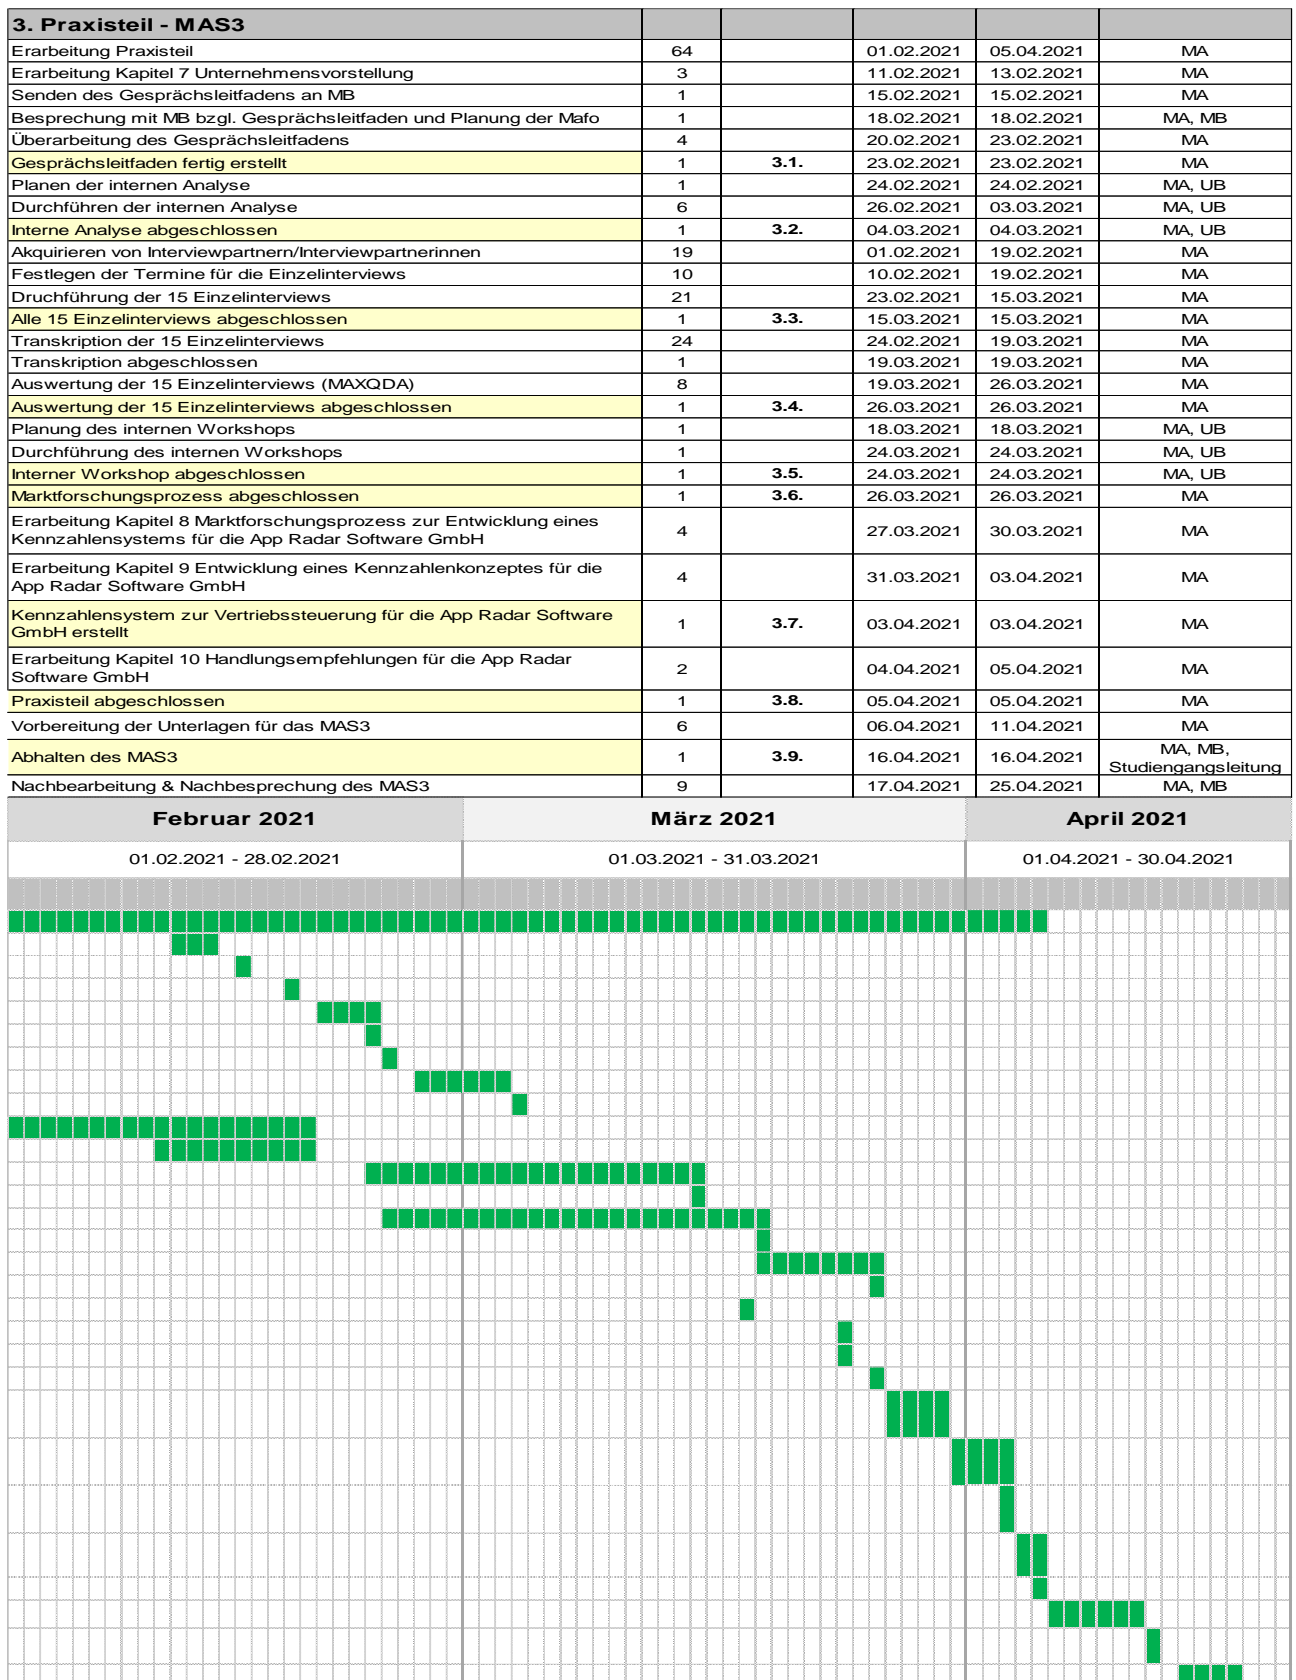 3. Praxisteil - MAS3
Erarbeitung Praxisteil 64 01.02.2021 05.04.2021 MA
Erarbeitung Kapitel 7 Unternehmensvorstellung 3 11.02.2021 13.02.2021 MA
Senden des Gesprächsleitfadens an MB 1 15.02.2021 15.02.2021 MA
Besprechung mit MB bzgl. Gesprächsleitfaden und Planung der Mafo 1 18.02.2021 18.02.2021 MA, MB
Überarbeitung des Gesprächsleitfadens 4 20.02.2021 23.02.2021 MA
Gesprächsleitfaden fertig erstellt 1 3.1. 23.02.2021 23.02.2021 MA
Planen der internen Analyse 1 24.02.2021 24.02.2021 MA, UB
Durchführen der internen Analyse 6 26.02.2021 03.03.2021 MA, UB
Interne Analyse abgeschlossen 1 3.2. 04.03.2021 04.03.2021 MA, UB
Akquirieren von Interviewpartnern/Interviewpartnerinnen 19 01.02.2021 19.02.2021 MA
Festlegen der Termine für die Einzelinterviews 10 10.02.2021 19.02.2021 MA
Druchführung der 15 Einzelinterviews 21 23.02.2021 15.03.2021 MA
Alle 15 Einzelinterviews abgeschlossen 1 3.3. 15.03.2021 15.03.2021 MA
Transkription der 15 Einzelinterviews 24 24.02.2021 19.03.2021 MA
Transkription abgeschlossen 1 19.03.2021 19.03.2021 MA
Auswertung der 15 Einzelinterviews (MAXQDA) 8 19.03.2021 26.03.2021 MA
Auswertung der 15 Einzelinterviews abgeschlossen 1 3.4. 26.03.2021 26.03.2021 MA
Planung des internen Workshops 1 18.03.2021 18.03.2021 MA, UB
Durchführung des internen Workshops 1 24.03.2021 24.03.2021 MA, UB
Interner Workshop abgeschlossen 1 3.5. 24.03.2021 24.03.2021 MA, UB
Marktforschungsprozess abgeschlossen 1 3.6. 26.03.2021 26.03.2021 MA
Erarbeitung Kapitel 8 Marktforschungsprozess zur Entwicklung eines
Kennzahlensystems für die App Radar Software GmbH 4 27.03.2021 30.03.2021 MA
Erarbeitung Kapitel 9 Entwicklung eines Kennzahlenkonzeptes für die
App Radar Software GmbH 4 31.03.2021 03.04.2021 MA
Kennzahlensystem zur Vertriebssteuerung für die App Radar Software
GmbH erstellt 1 3.7. 03.04.2021 03.04.2021 MA
Erarbeitung Kapitel 10 Handlungsempfehlungen für die App Radar
Software GmbH 2 04.04.2021 05.04.2021 MA
Praxisteil abgeschlossen 1 3.8. 05.04.2021 05.04.2021 MA
Vorbereitung der Unterlagen für das MAS3 6 06.04.2021 11.04.2021 MA
Abhalten des MAS3 1 3.9. 16.04.2021 16.04.2021 MA, MB,
Studiengangsleitung
Nachbearbeitung & Nachbesprechung des MAS3 9 17.04.2021 25.04.2021 MA, MB
Februar 2021 März 2021 April 2021
01.02.2021 - 28.02.2021 01.03.2021 - 31.03.2021 01.04.2021 - 30.04.2021